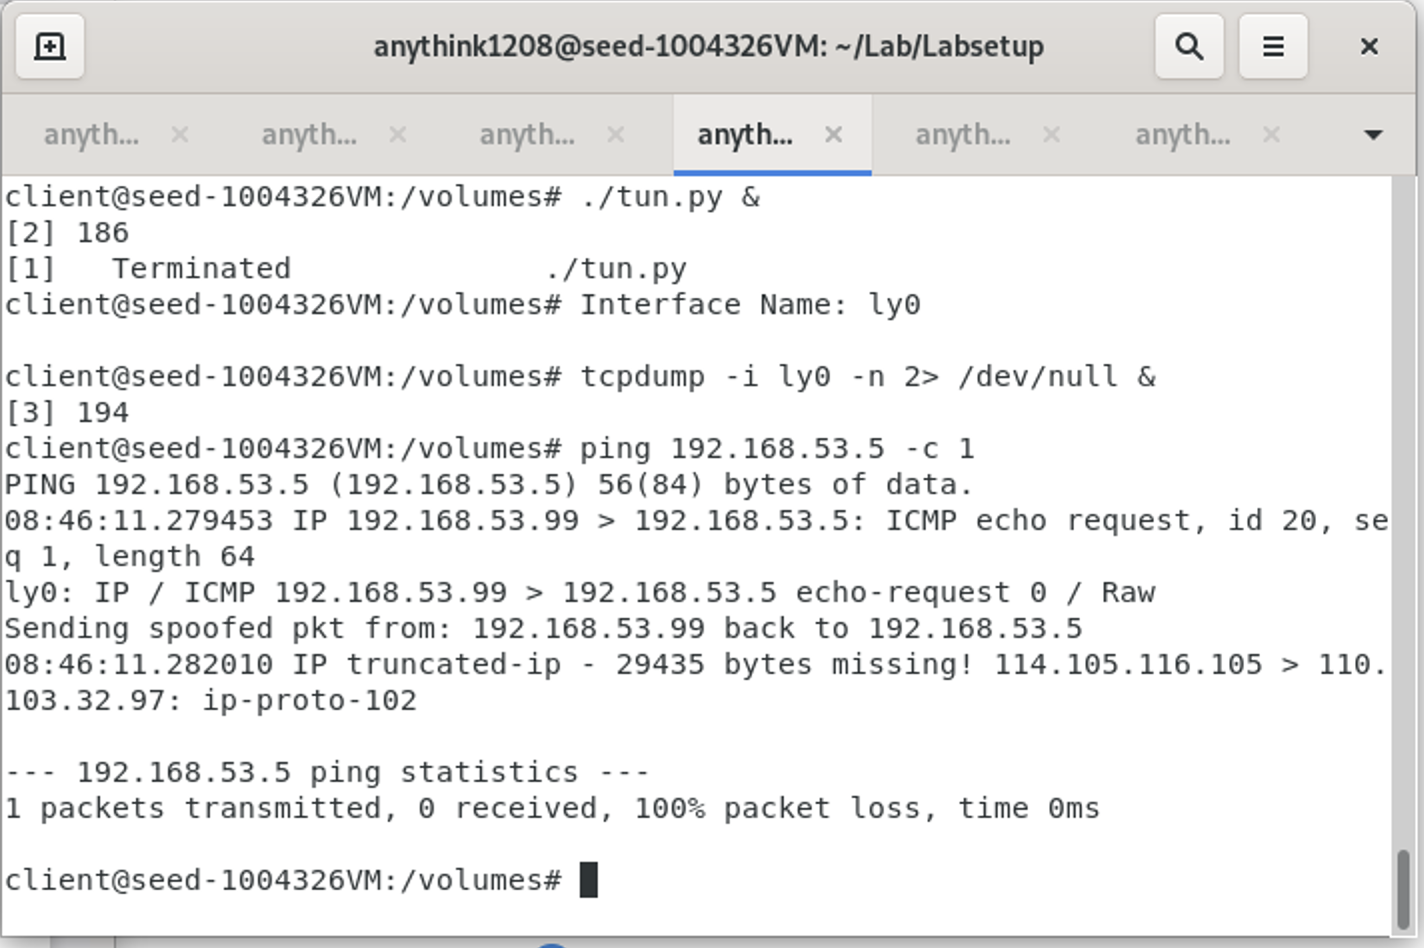 anythink1208@seed-1004326VM: ~/Lab/Labsetup
anyth... anyth... anyth... anyth... anyth... anyth...
client@seed-1004326VM:/volumes# ./tun.py &
[2] 186
[1]   Terminated              ./tun.py
client@seed-1004326VM:/volumes# Interface Name: ly0
client@seed-1004326VM:/volumes# tcpdump -i ly0 -n 2> /dev/null &
[3] 194
client@seed-1004326VM:/volumes# ping 192.168.53.5 -c 1
PING 192.168.53.5 (192.168.53.5) 56(84) bytes of data.
08:46:11.279453 IP 192.168.53.99 > 192.168.53.5: ICMP echo request, id 20, se
q 1, length 64
ly0: IP / ICMP 192.168.53.99 > 192.168.53.5 echo-request 0 / Raw
Sending spoofed pkt from: 192.168.53.99 back to 192.168.53.5
08:46:11.282010 IP truncated-ip - 29435 bytes missing! 114.105.116.105 > 110.
103.32.97: ip-proto-102
--- 192.168.53.5 ping statistics ---
1 packets transmitted, 0 received, 100% packet loss, time 0ms
client@seed-1004326VM:/volumes#